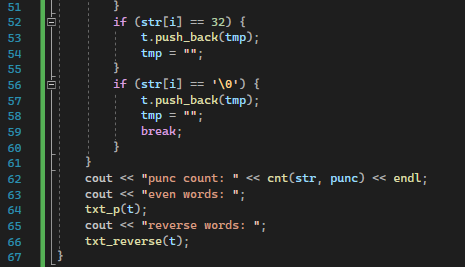 51 }
52 if (str[i] == 32) {
53 t.push_back(tmp);
54 tmp = "";
55 }
56 if (str[i] == '\0') {
57 t.push_back(tmp);
58 tmp = "";
59 break;
60 }
61 }
62 cout << "punc count: " << cnt(str, punc) << endl;
63 cout << "even words: ";
64 txt_p(t);
65 cout << "reverse words: ";
66 txt_reverse(t);
67 }